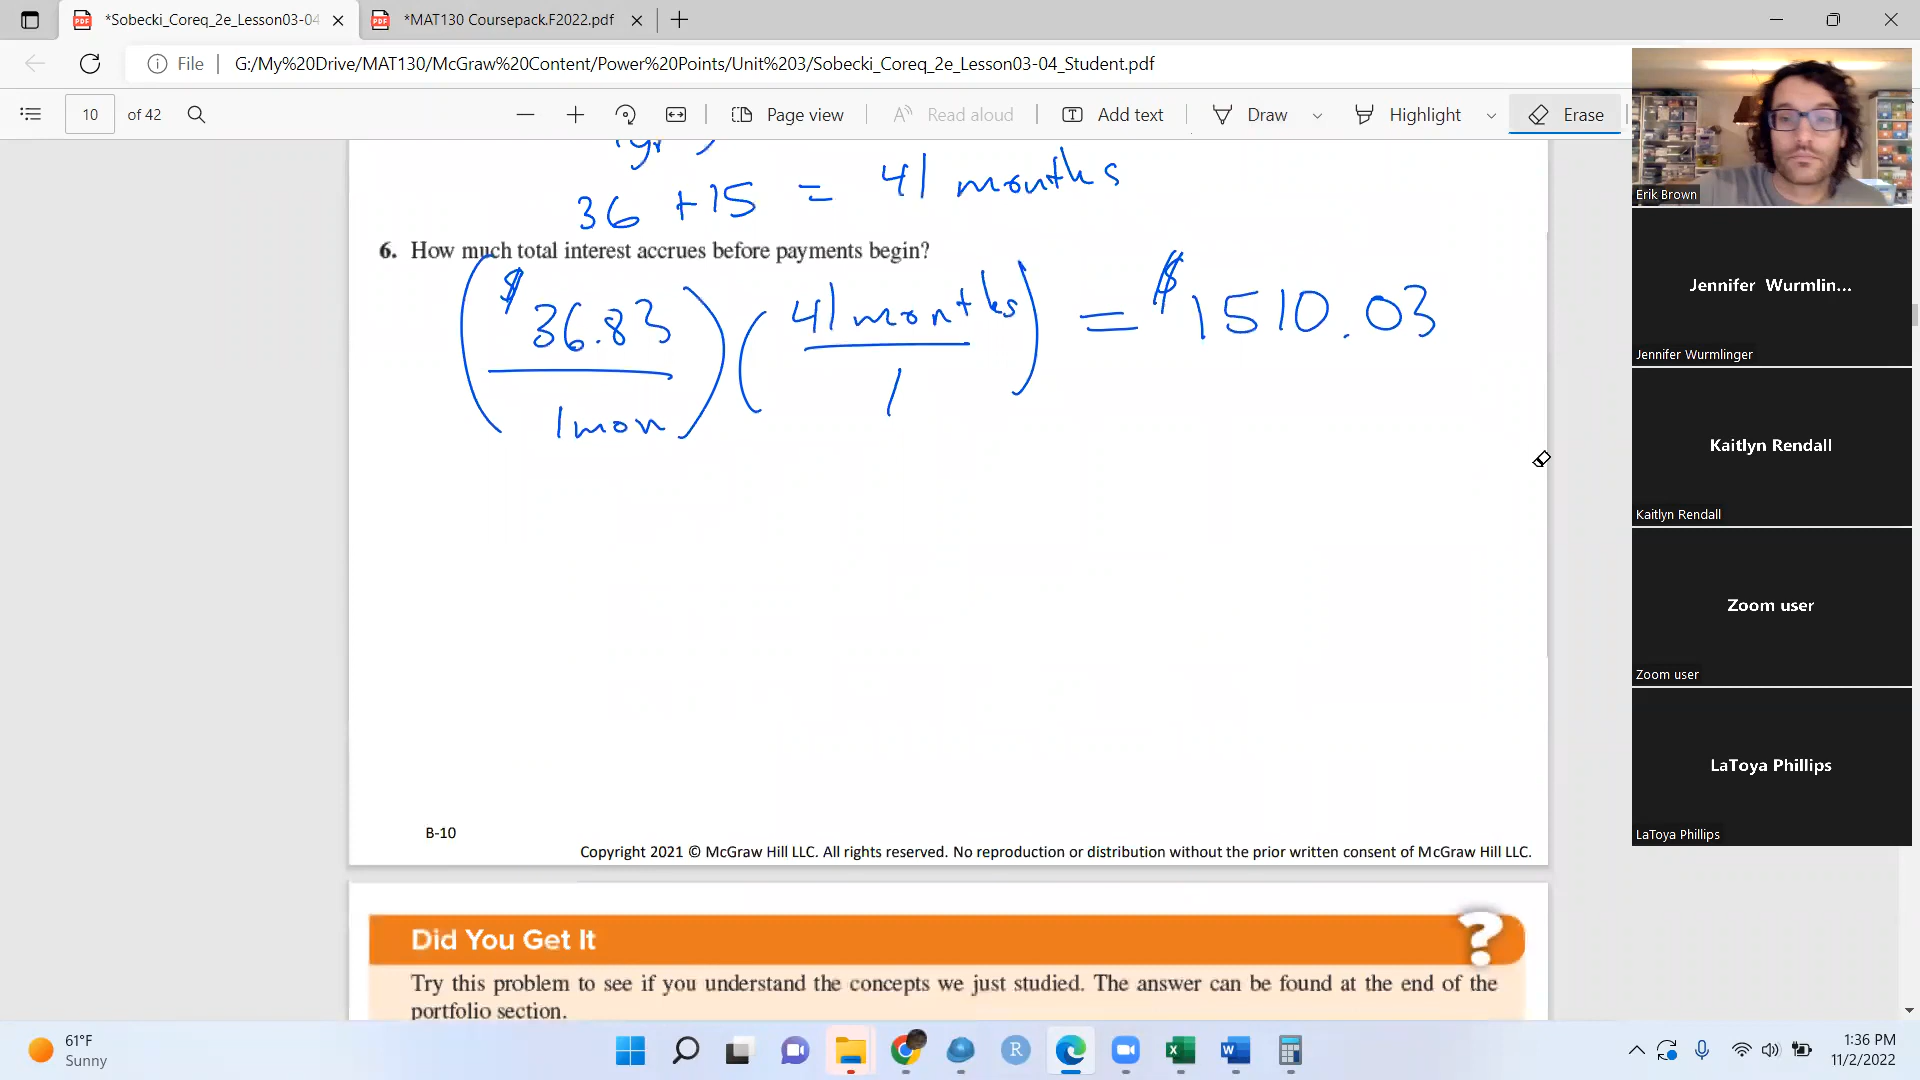 *Sobecki_Coreq_2e_Lesson03-04
*MAT130 Coursepack.F2022.pdf
File
G:/My%20Drive/MAT130/McGraw%20Content/Power%20Points/Unit%203/Sobecki_Coreq_2e_Lesson03-04_Student.pdf
10 of 42
Page view
Read aloud
Add text
Draw
Highlight
Erase
1yr
36 + 15 = 41 months
6. How much total interest accrues before payments begin?
($36.83 / 1 mon) (41 months / 1) = $1510.03
B-10
Copyright 2021 © McGraw Hill LLC. All rights reserved. No reproduction or distribution without the prior written consent of McGraw Hill LLC.
Did You Get It
?
Try this problem to see if you understand the concepts we just studied. The answer can be found at the end of the
portfolio section.
Erik Brown
Jennifer Wurmlin...
Jennifer Wurmlinger
Kaitlyn Rendall
Kaitlyn Rendall
Zoom user
Zoom user
LaToya Phillips
LaToya Phillips
61°F
Sunny
1:36 PM
11/2/2022